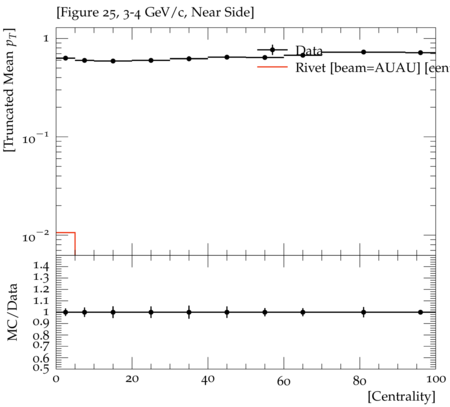 [Figure 25, 3-4 GeV/c, Near Side]
[Truncated Mean p_T]
Data
Rivet [beam=AUAU] [cen
1
10^−1
10^−2
MC/Data
1.4
1.3
1.2
1.1
1
0.9
0.8
0.7
0.6
0.5
0 20 40 60 80 100
[Centrality]